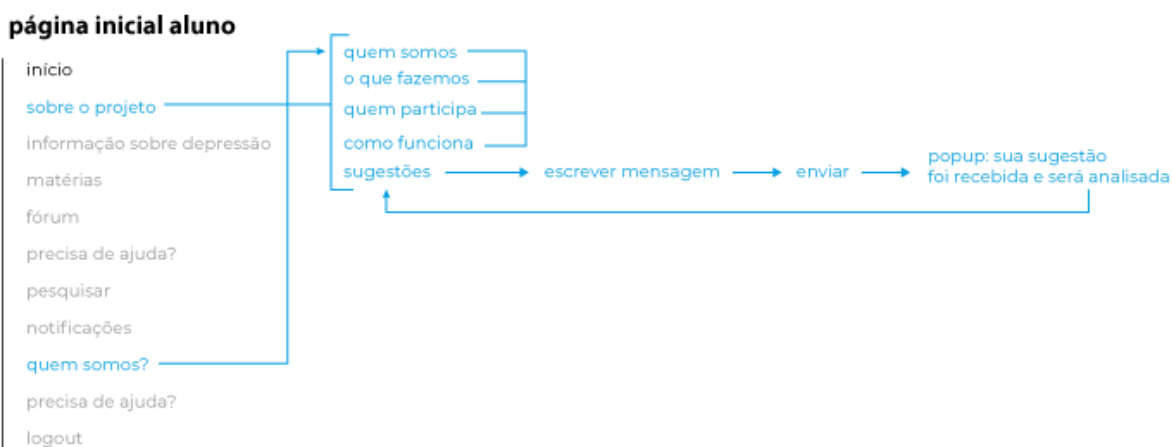 página inicial aluno
início
sobre o projeto
informação sobre depressão
matérias
fórum
precisa de ajuda?
pesquisar
notificações
quem somos?
precisa de ajuda?
logout
quem somos
o que fazemos
quem participa
como funciona
sugestões
escrever mensagem
enviar
popup: sua sugestão
foi recebida e será analisada